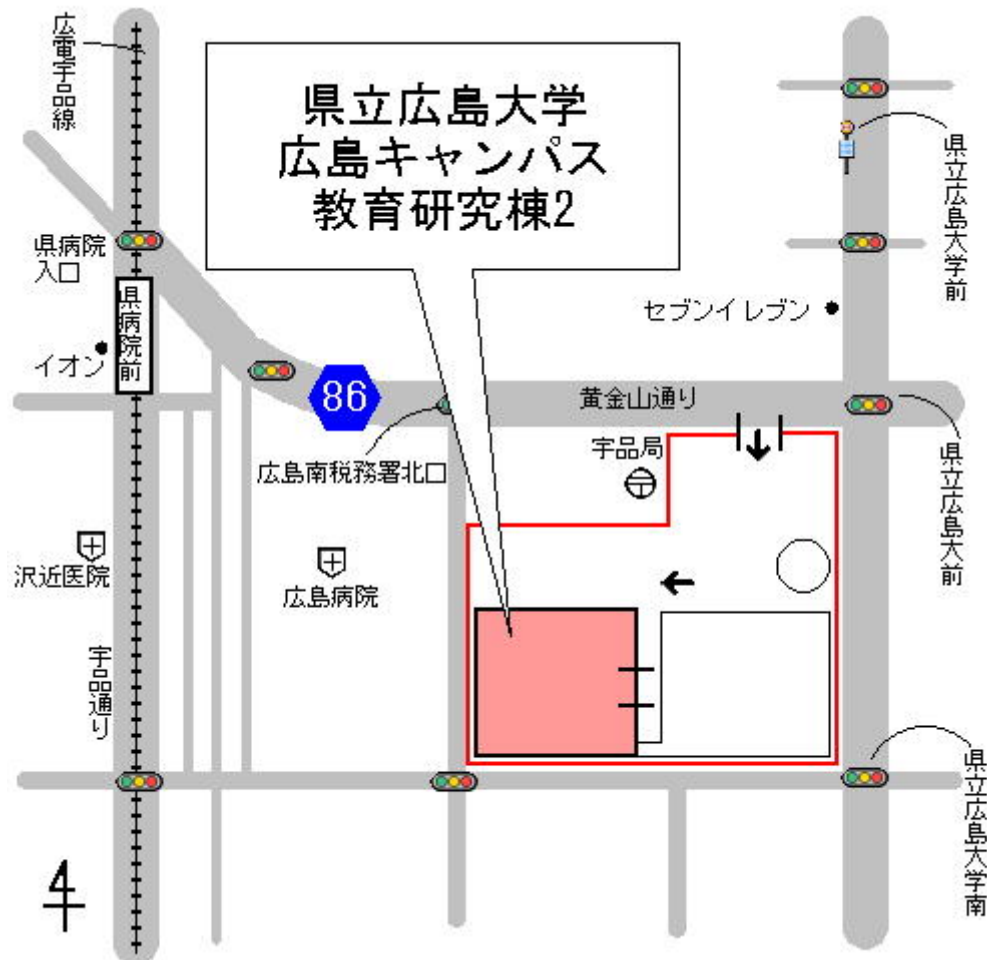 広電宇品線
県立広島大学
広島キャンパス
教育研究棟2
県立広島大学前
県病院
入口
県病院前
イオン
セブンイレブン
86
黄金山通り
宇品局
広島南税務署北口
県立広島大前
沢近医院
広島病院
宇品通り
県立広島大学南